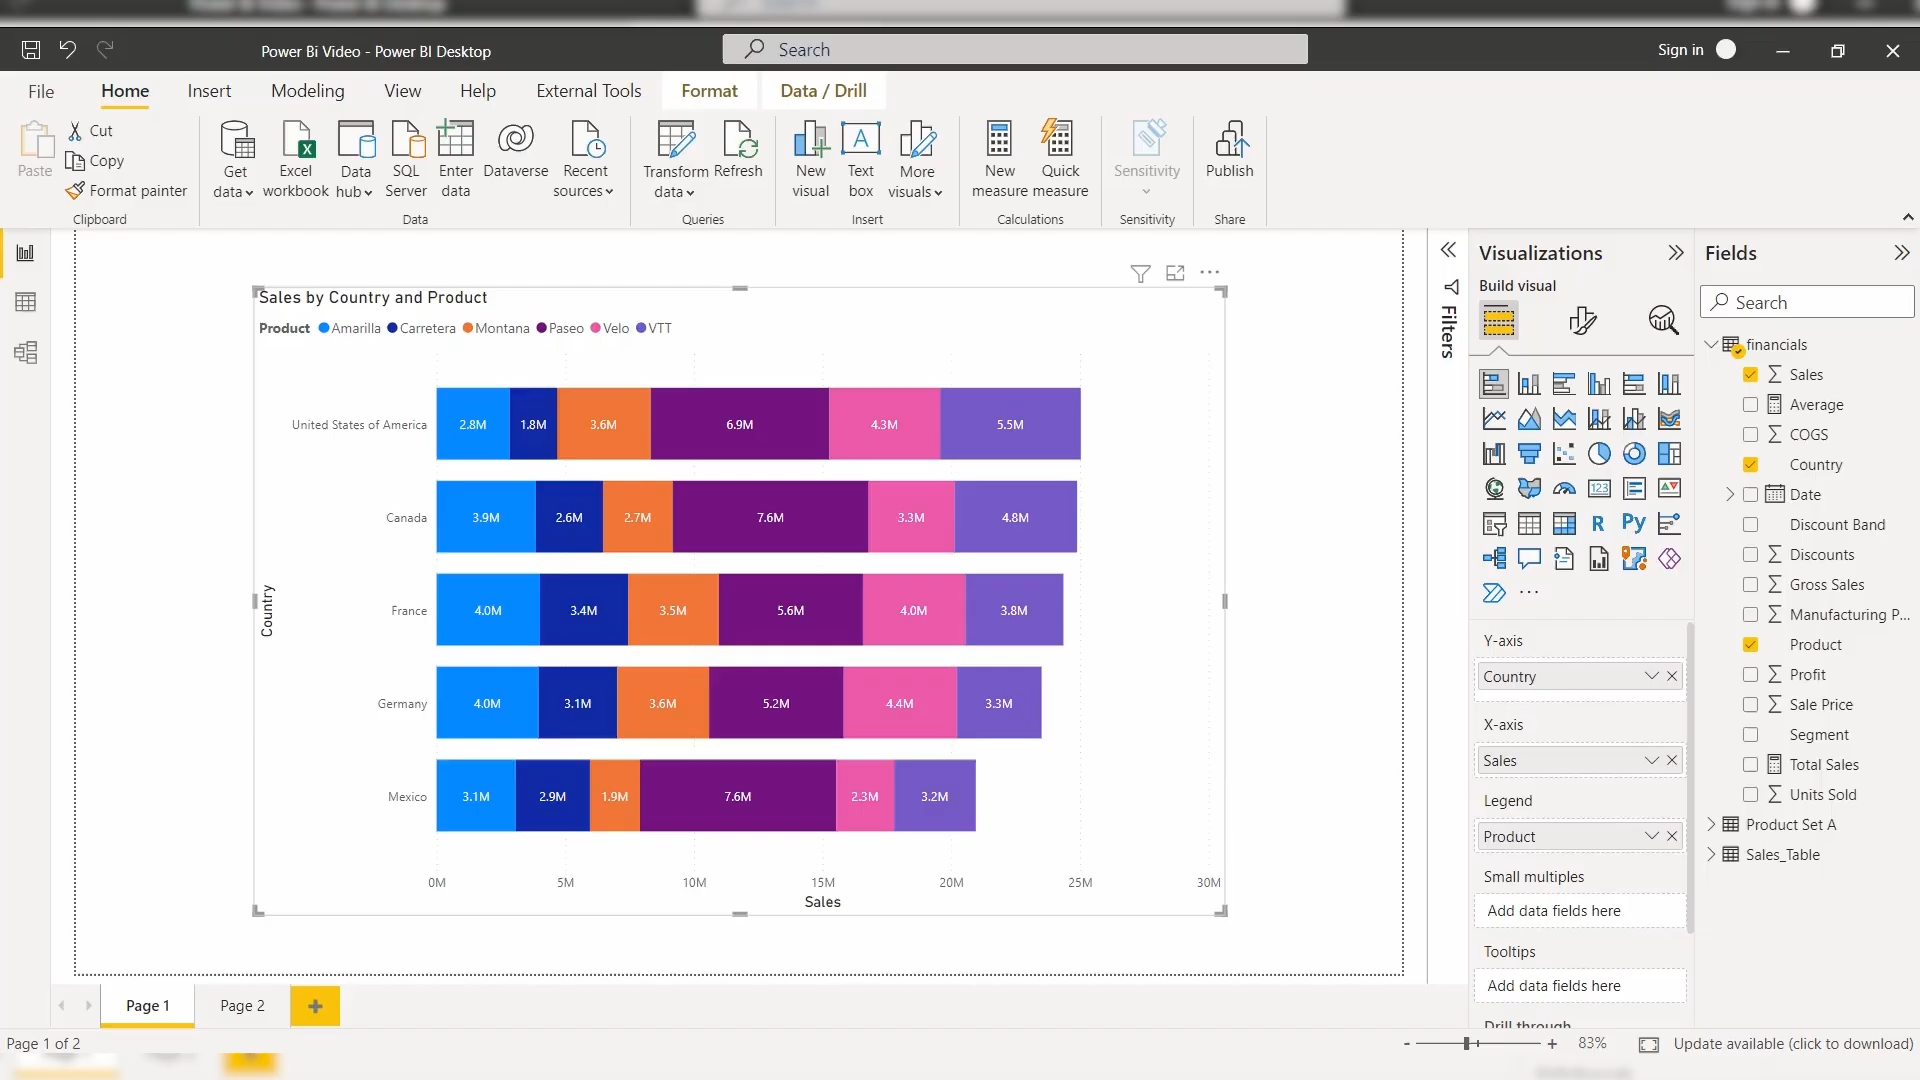 Power Bi Video - Power BI Desktop
Search
Sign in
File Home Insert Modeling View Help External Tools Format Data / Drill
Paste
Cut
Copy
Format painter
Clipboard
Get data
Excel workbook
Data hub
SQL Server
Enter data
Dataverse
Recent sources
Data
Transform data
Refresh
Queries
New visual
Text box
More visuals
Insert
New measure
Quick measure
Calculations
Sensitivity
Sensitivity
Publish
Share
Sales by Country and Product
Product Amarilla Carretera Montana Paseo Velo VTT
Country
United States of America 2.8M 1.8M 3.6M 6.9M 4.3M 5.5M
Canada 3.9M 2.6M 2.7M 7.6M 3.3M 4.8M
France 4.0M 3.4M 3.5M 5.6M 4.0M 3.8M
Germany 4.0M 3.1M 3.6M 5.2M 4.4M 3.3M
Mexico 3.1M 2.9M 1.9M 7.6M 2.3M 3.2M
0M 5M 10M 15M 20M 25M 30M
Sales
Filters
Visualizations
Build visual
123
R
Py
Y-axis
Country
X-axis
Sales
Legend
Product
Small multiples
Add data fields here
Tooltips
Add data fields here
Drill through
Fields
Search
financials
Sales
Average
COGS
Country
Date
Discount Band
Discounts
Gross Sales
Manufacturing P...
Product
Profit
Sale Price
Segment
Total Sales
Units Sold
Product Set A
Sales_Table
Page 1
Page 2
Page 1 of 2
83%
Update available (click to download)